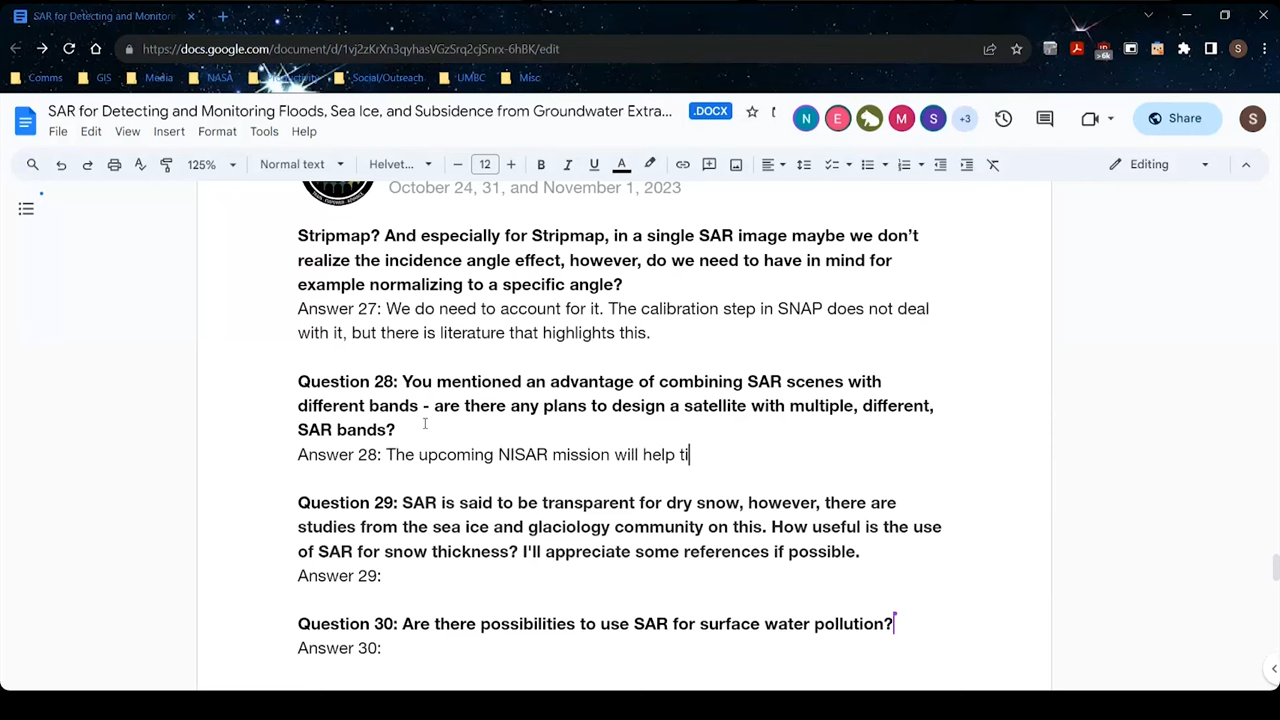 SAR for Detecting and Monitorin
https://docs.google.com/document/d/1vj2zKrXn3qyhasVGzSrq2cjSnrx-6hBK/edit
>6k
S
Comms GIS Media NASA Social/Outreach UMBC Misc
SAR for Detecting and Monitoring Floods, Sea Ice, and Subsidence from Groundwater Extra... .DOCX
N E M S +3 Share S
File Edit View Insert Format Tools Help
125% Normal text Helvet... 12 B I U A Editing
October 24, 31, and November 1, 2023
Stripmap? And especially for Stripmap, in a single SAR image maybe we don’t
realize the incidence angle effect, however, do we need to have in mind for
example normalizing to a specific angle?
Answer 27: We do need to account for it. The calibration step in SNAP does not deal
with it, but there is literature that highlights this.
Question 28: You mentioned an advantage of combining SAR scenes with
different bands - are there any plans to design a satellite with multiple, different,
SAR bands?
Answer 28: The upcoming NISAR mission will help ti
Question 29: SAR is said to be transparent for dry snow, however, there are
studies from the sea ice and glaciology community on this. How useful is the use
of SAR for snow thickness? I'll appreciate some references if possible.
Answer 29:
Question 30: Are there possibilities to use SAR for surface water pollution?
Answer 30: